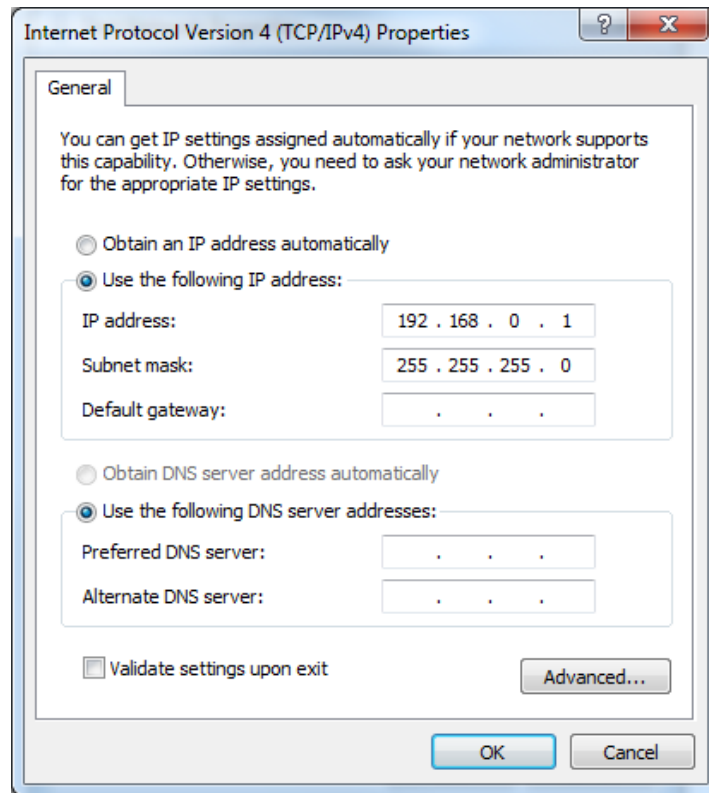 Internet Protocol Version 4 (TCP/IPv4) Properties
General
You can get IP settings assigned automatically if your network supports
this capability. Otherwise, you need to ask your network administrator
for the appropriate IP settings.
Obtain an IP address automatically
Use the following IP address:
IP address: 192 . 168 . 0 . 1
Subnet mask: 255 . 255 . 255 . 0
Default gateway: . . .
Obtain DNS server address automatically
Use the following DNS server addresses:
Preferred DNS server: . . .
Alternate DNS server: . . .
Validate settings upon exit
Advanced...
OK Cancel